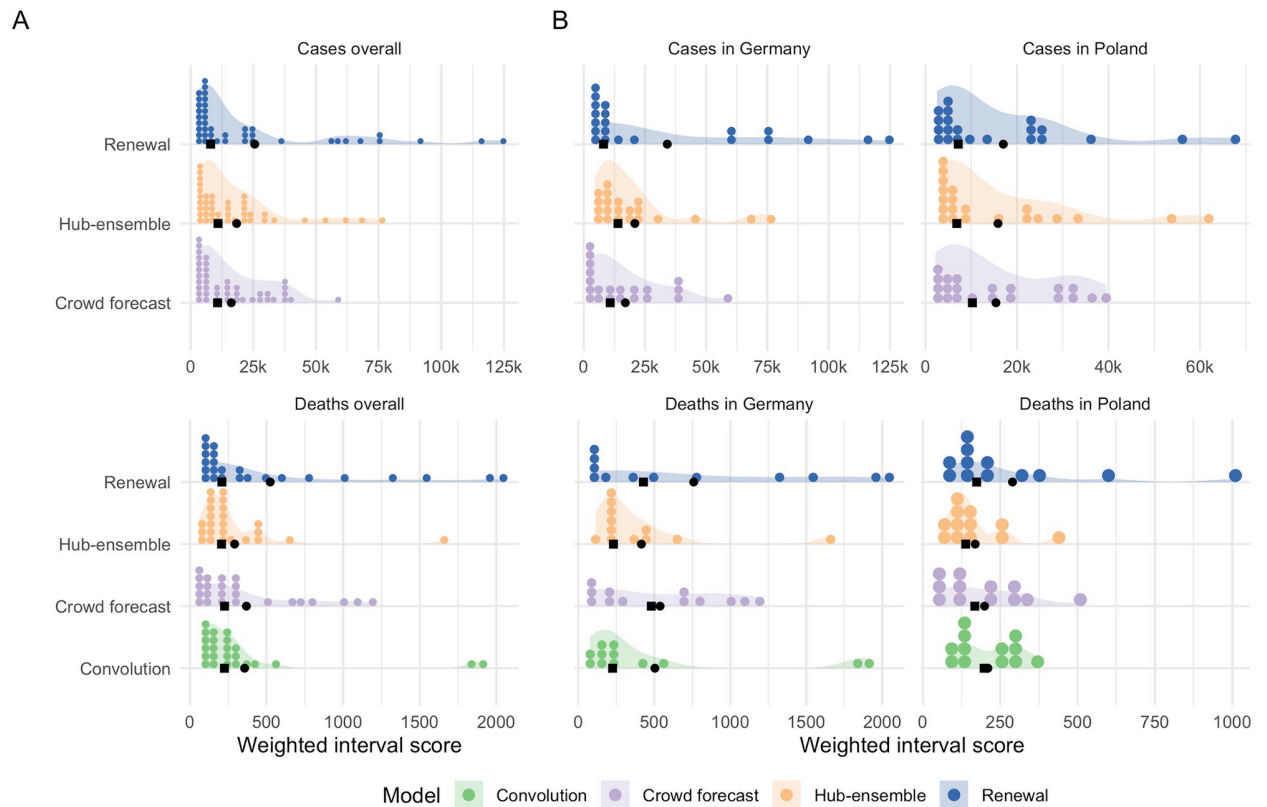 A
B
Cases overall
Cases in Germany
Cases in Poland
Renewal
Hub-ensemble
Crowd forecast
0 25k 50k 75k 100k 125k
0 25k 50k 75k 100k 125k
0 20k 40k 60k
Deaths overall
Deaths in Germany
Deaths in Poland
Renewal
Hub-ensemble
Crowd forecast
Convolution
0 500 1000 1500 2000
0 500 1000 1500 2000
0 250 500 750 1000
Weighted interval score
Weighted interval score
Model Convolution Crowd forecast Hub-ensemble Renewal